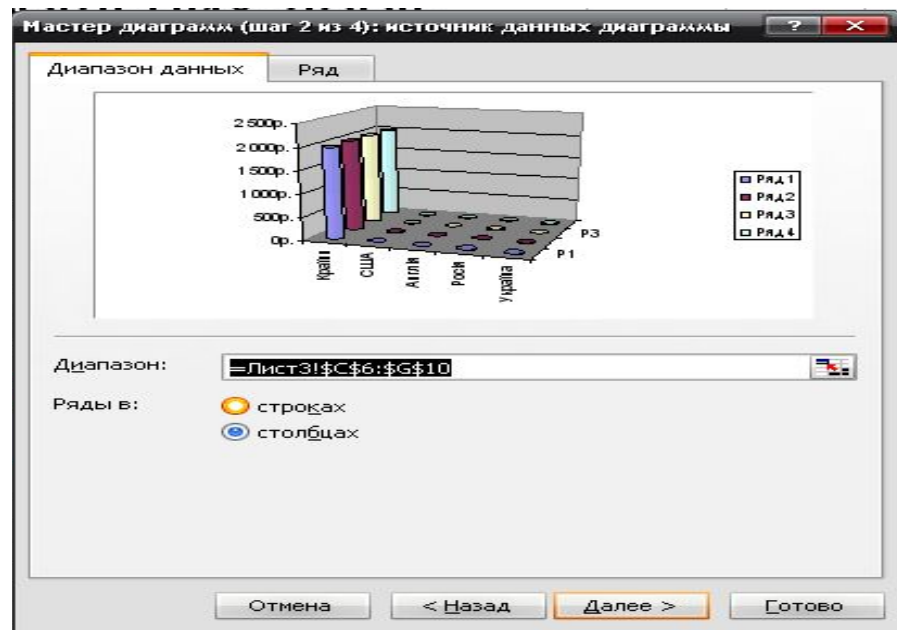 Мастер диаграмм (шаг 2 из 4): источник данных диаграммы
Диапазон данных
Ряд
2 500р.
2 000р.
1 500р.
1 000р.
500р.
0р.
Країни
США
Англія
Росія
Україна
Р1
Р3
Ряд 1
Ряд 2
Ряд 3
Ряд 4
Диапазон:
=Лист3!$C$6:$G$10
Ряды в:
строках
столбцах
Отмена
< Назад
Далее >
Готово